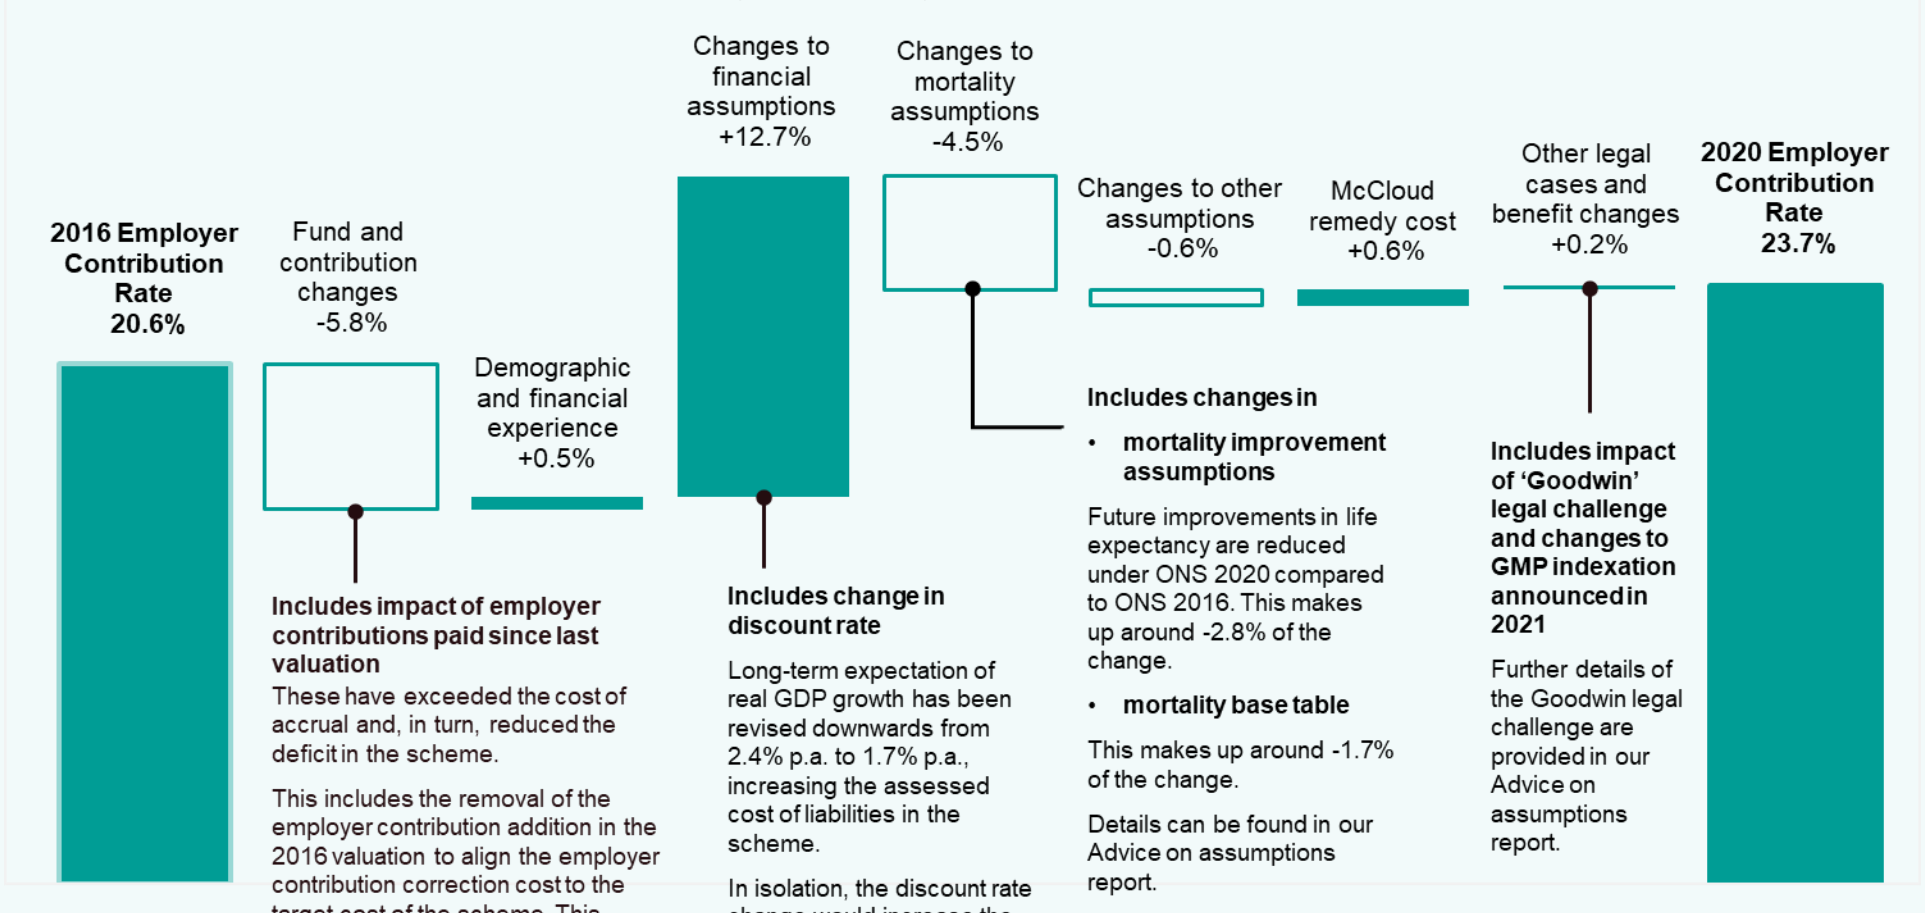 2016 Employer
Contribution
Rate
20.6%
Fund and
contribution
changes
-5.8%
Demographic
and financial
experience
+0.5%
Changes to
financial
assumptions
+12.7%
Changes to
mortality
assumptions
-4.5%
Changes to other
assumptions
-0.6%
McCloud
remedy cost
+0.6%
Other legal
cases and
benefit changes
+0.2%
2020 Employer
Contribution
Rate
23.7%
Includes impact of employer
contributions paid since last
valuation
These have exceeded the cost of
accrual and, in turn, reduced the
deficit in the scheme.
This includes the removal of the
employer contribution addition in the
2016 valuation to align the employer
contribution correction cost to the
target cost of the scheme. This
Includes change in
discount rate
Long-term expectation of
real GDP growth has been
revised downwards from
2.4% p.a. to 1.7% p.a.,
increasing the assessed
cost of liabilities in the
scheme.
In isolation, the discount rate
change would increase the
Includes changes in
• mortality improvement
assumptions
Future improvements in life
expectancy are reduced
under ONS 2020 compared
to ONS 2016. This makes
up around -2.8% of the
change.
• mortality base table
This makes up around -1.7%
of the change.
Details can be found in our
Advice on assumptions
report.
Includes impact
of ‘Goodwin’
legal challenge
and changes to
GMP indexation
announced in
2021
Further details of
the Goodwin legal
challenge are
provided in our
Advice on
assumptions
report.